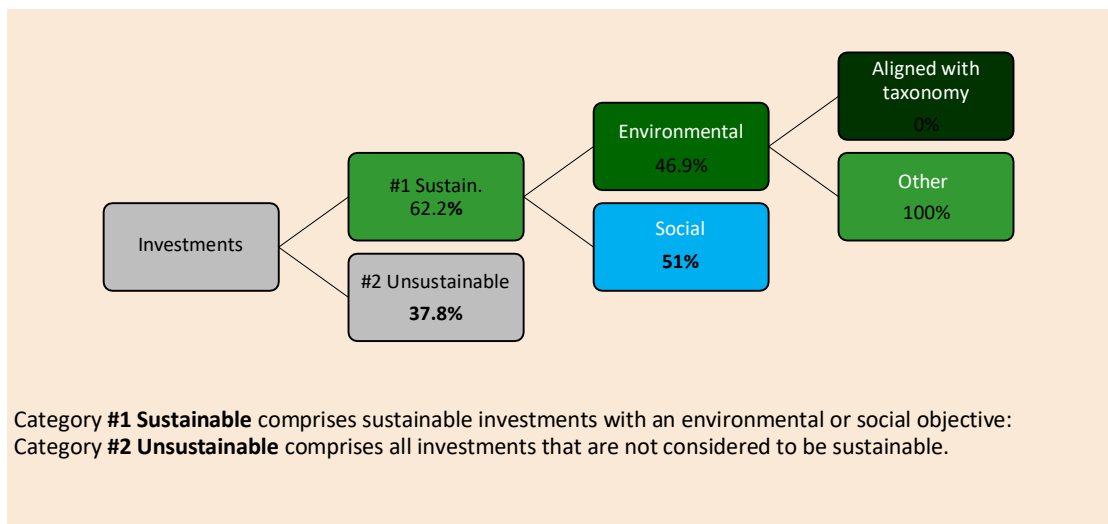 Investments
#1 Sustain.
62.2%
#2 Unsustainable
37.8%
Environmental
46.9%
Social
51%
Aligned with
taxonomy
0%
Other
100%
Category #1 Sustainable comprises sustainable investments with an environmental or social objective:
Category #2 Unsustainable comprises all investments that are not considered to be sustainable.